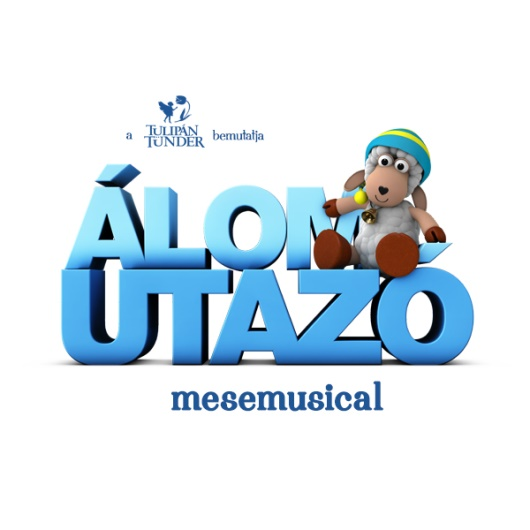 a TULIPÁN TÜNDÉR bemutatja
ÁLOM
UTAZÓ
mesemusical